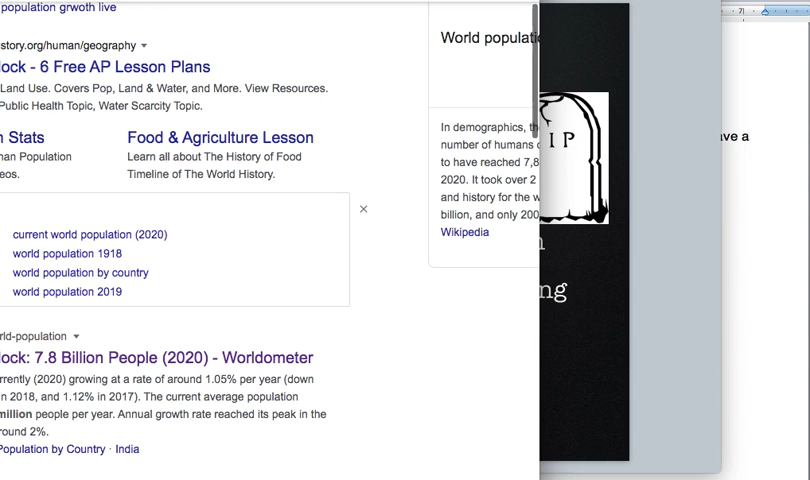 population grwoth live
story.org/human/geography
lock - 6 Free AP Lesson Plans
Land Use. Covers Pop, Land & Water, and More. View Resources.
Public Health Topic, Water Scarcity Topic.
n Stats
Food & Agriculture Lesson
man Population
Learn all about The History of Food
eos.
Timeline of The World History.
current world population (2020)
world population 1918
world population by country
world population 2019
rld-population
lock: 7.8 Billion People (2020) - Worldometer
rrently (2020) growing at a rate of around 1.05% per year (down
n 2018, and 1.12% in 2017). The current average population
million people per year. Annual growth rate reached its peak in the
round 2%.
Population by Country · India
World populatio
In demographics, th
number of humans c
to have reached 7,8
2020. It took over 2
and history for the w
billion, and only 200
Wikipedia
I P
n
ng
7
ave a